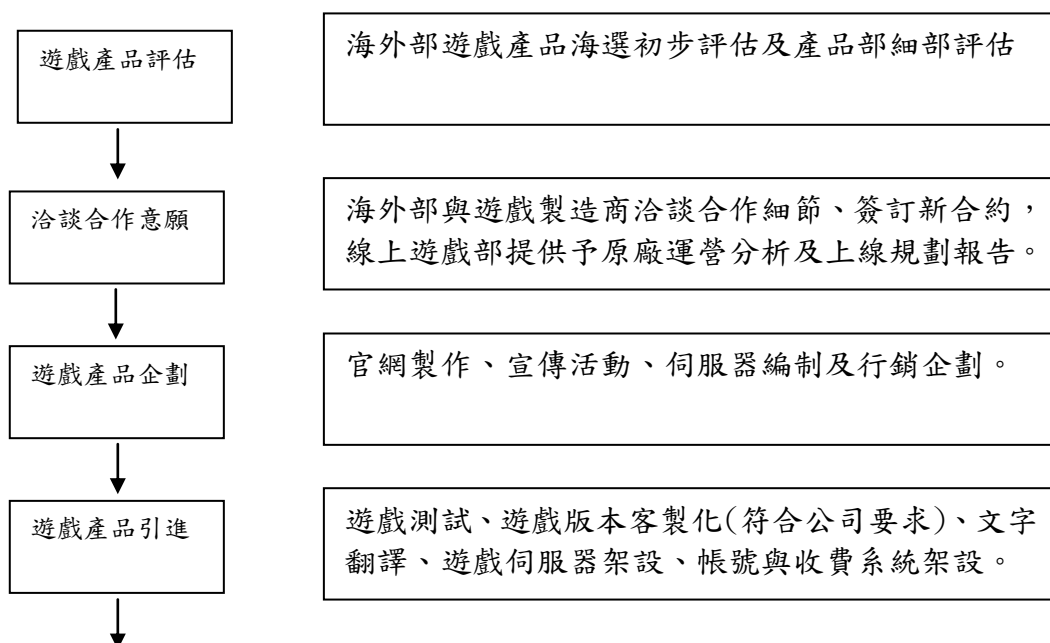 遊戲產品評估
海外部遊戲產品海選初步評估及產品部細部評估
洽談合作意願
海外部與遊戲製造商洽談合作細節、簽訂新合約，
線上遊戲部提供予原廠運營分析及上線規劃報告。
遊戲產品企劃
官網製作、宣傳活動、伺服器編制及行銷企劃。
遊戲產品引進
遊戲測試、遊戲版本客製化(符合公司要求)、文字
翻譯、遊戲伺服器架設、帳號與收費系統架設。